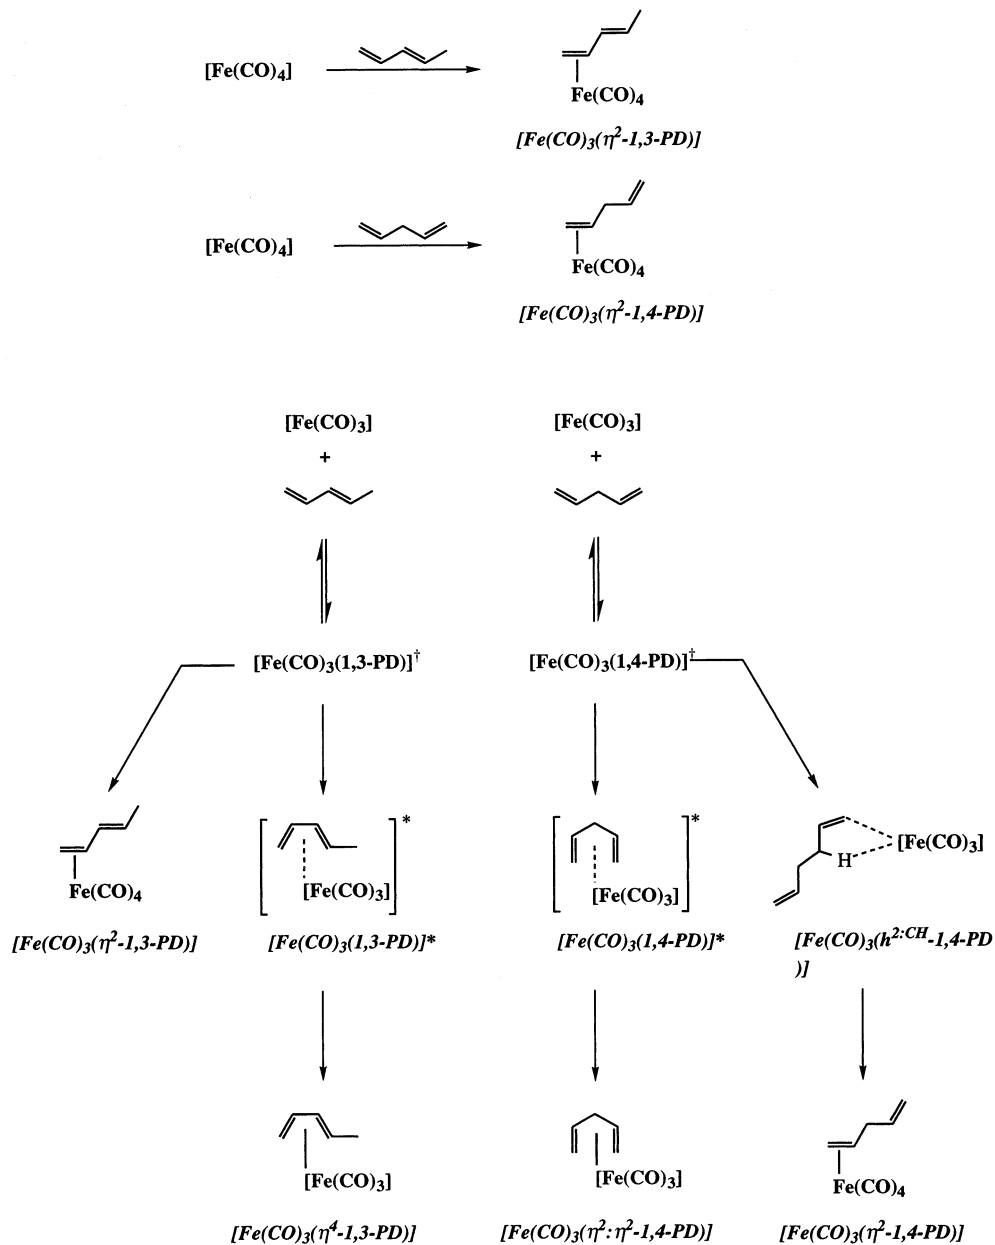 [Fe(CO)4]
Fe(CO)4
[Fe(CO)3(η2-1,3-PD)]
[Fe(CO)4]
Fe(CO)4
[Fe(CO)3(η2-1,4-PD)]
[Fe(CO)3] [Fe(CO)3]
+ +
[Fe(CO)3(1,3-PD)]† [Fe(CO)3(1,4-PD)]†
* *
H [Fe(CO)3]
Fe(CO)4 [Fe(CO)3] [Fe(CO)3]
[Fe(CO)3(η2-1,3-PD)] [Fe(CO)3(1,3-PD)]* [Fe(CO)3(1,4-PD)]* [Fe(CO)3(h2:CH-1,4-PD
)]
[Fe(CO)3] [Fe(CO)3] Fe(CO)4
[Fe(CO)3(η4-1,3-PD)] [Fe(CO)3(η2:η2-1,4-PD)] [Fe(CO)3(η2-1,4-PD)]